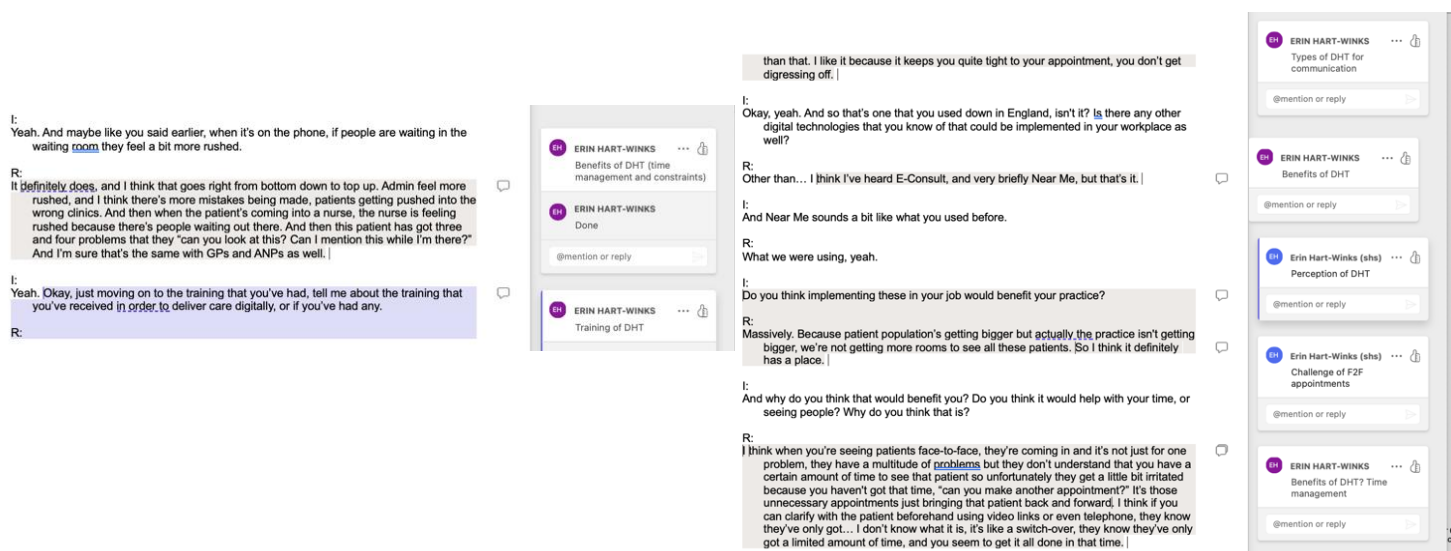 I:
Yeah. And maybe like you said earlier, when it's on the phone, if people are waiting in the
waiting room they feel a bit more rushed.
R:
It definitely does, and I think that goes right from bottom down to top up. Admin feel more
rushed, and I think there's more mistakes being made, patients getting pushed into the
wrong clinics. And then when the patient's coming into a nurse, the nurse is feeling
rushed because there's people waiting out there. And then this patient has got three
and four problems that they "can you look at this? Can I mention this while I'm there?"
And I'm sure that's the same with GPs and ANPs as well.
I:
Yeah. Okay, just moving on to the training that you've had, tell me about the training that
you've received in order to deliver care digitally, or if you've had any.
R:
EH ERIN HART-WINKS
Benefits of DHT (time
management and constraints)
EH ERIN HART-WINKS
Done
@mention or reply
EH ERIN HART-WINKS
Training of DHT
than that. I like it because it keeps you quite tight to your appointment, you don't get
digressing off.
I:
Okay, yeah. And so that's one that you used down in England, isn't it? Is there any other
digital technologies that you know of that could be implemented in your workplace as
well?
R:
Other than… I think I've heard E-Consult, and very briefly Near Me, but that's it.
I:
And Near Me sounds a bit like what you used before.
R:
What we were using, yeah.
I:
Do you think implementing these in your job would benefit your practice?
R:
Massively. Because patient population's getting bigger but actually the practice isn't getting
bigger, we're not getting more rooms to see all these patients. So I think it definitely
has a place.
I:
And why do you think that would benefit you? Do you think it would help with your time, or
seeing people? Why do you think that is?
R:
I think when you're seeing patients face-to-face, they're coming in and it's not just for one
problem, they have a multitude of problems but they don't understand that you have a
certain amount of time to see that patient so unfortunately they get a little bit irritated
because you haven't got that time, "can you make another appointment?" It's those
unnecessary appointments just bringing that patient back and forward. I think if you
can clarify with the patient beforehand using video links or even telephone, they know
they've only got… I don't know what it is, it's like a switch-over, they know they've only
got a limited amount of time, and you seem to get it all done in that time.
EH ERIN HART-WINKS
Types of DHT for
communication
@mention or reply
EH ERIN HART-WINKS
Benefits of DHT
@mention or reply
EH Erin Hart-Winks (shs)
Perception of DHT
@mention or reply
EH Erin Hart-Winks (shs)
Challenge of F2F
appointments
@mention or reply
EH ERIN HART-WINKS
Benefits of DHT? Time
management
@mention or reply